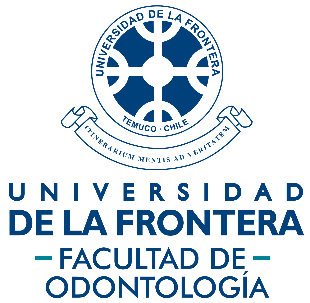 UNIVERSIDAD DE LA FRONTERA
TEMUCO - CHILE
ITINERARIUM MENTIS AD VERITATEM
UNIVERSIDAD
DE LA FRONTERA
FACULTAD DE
ODONTOLOGÍA